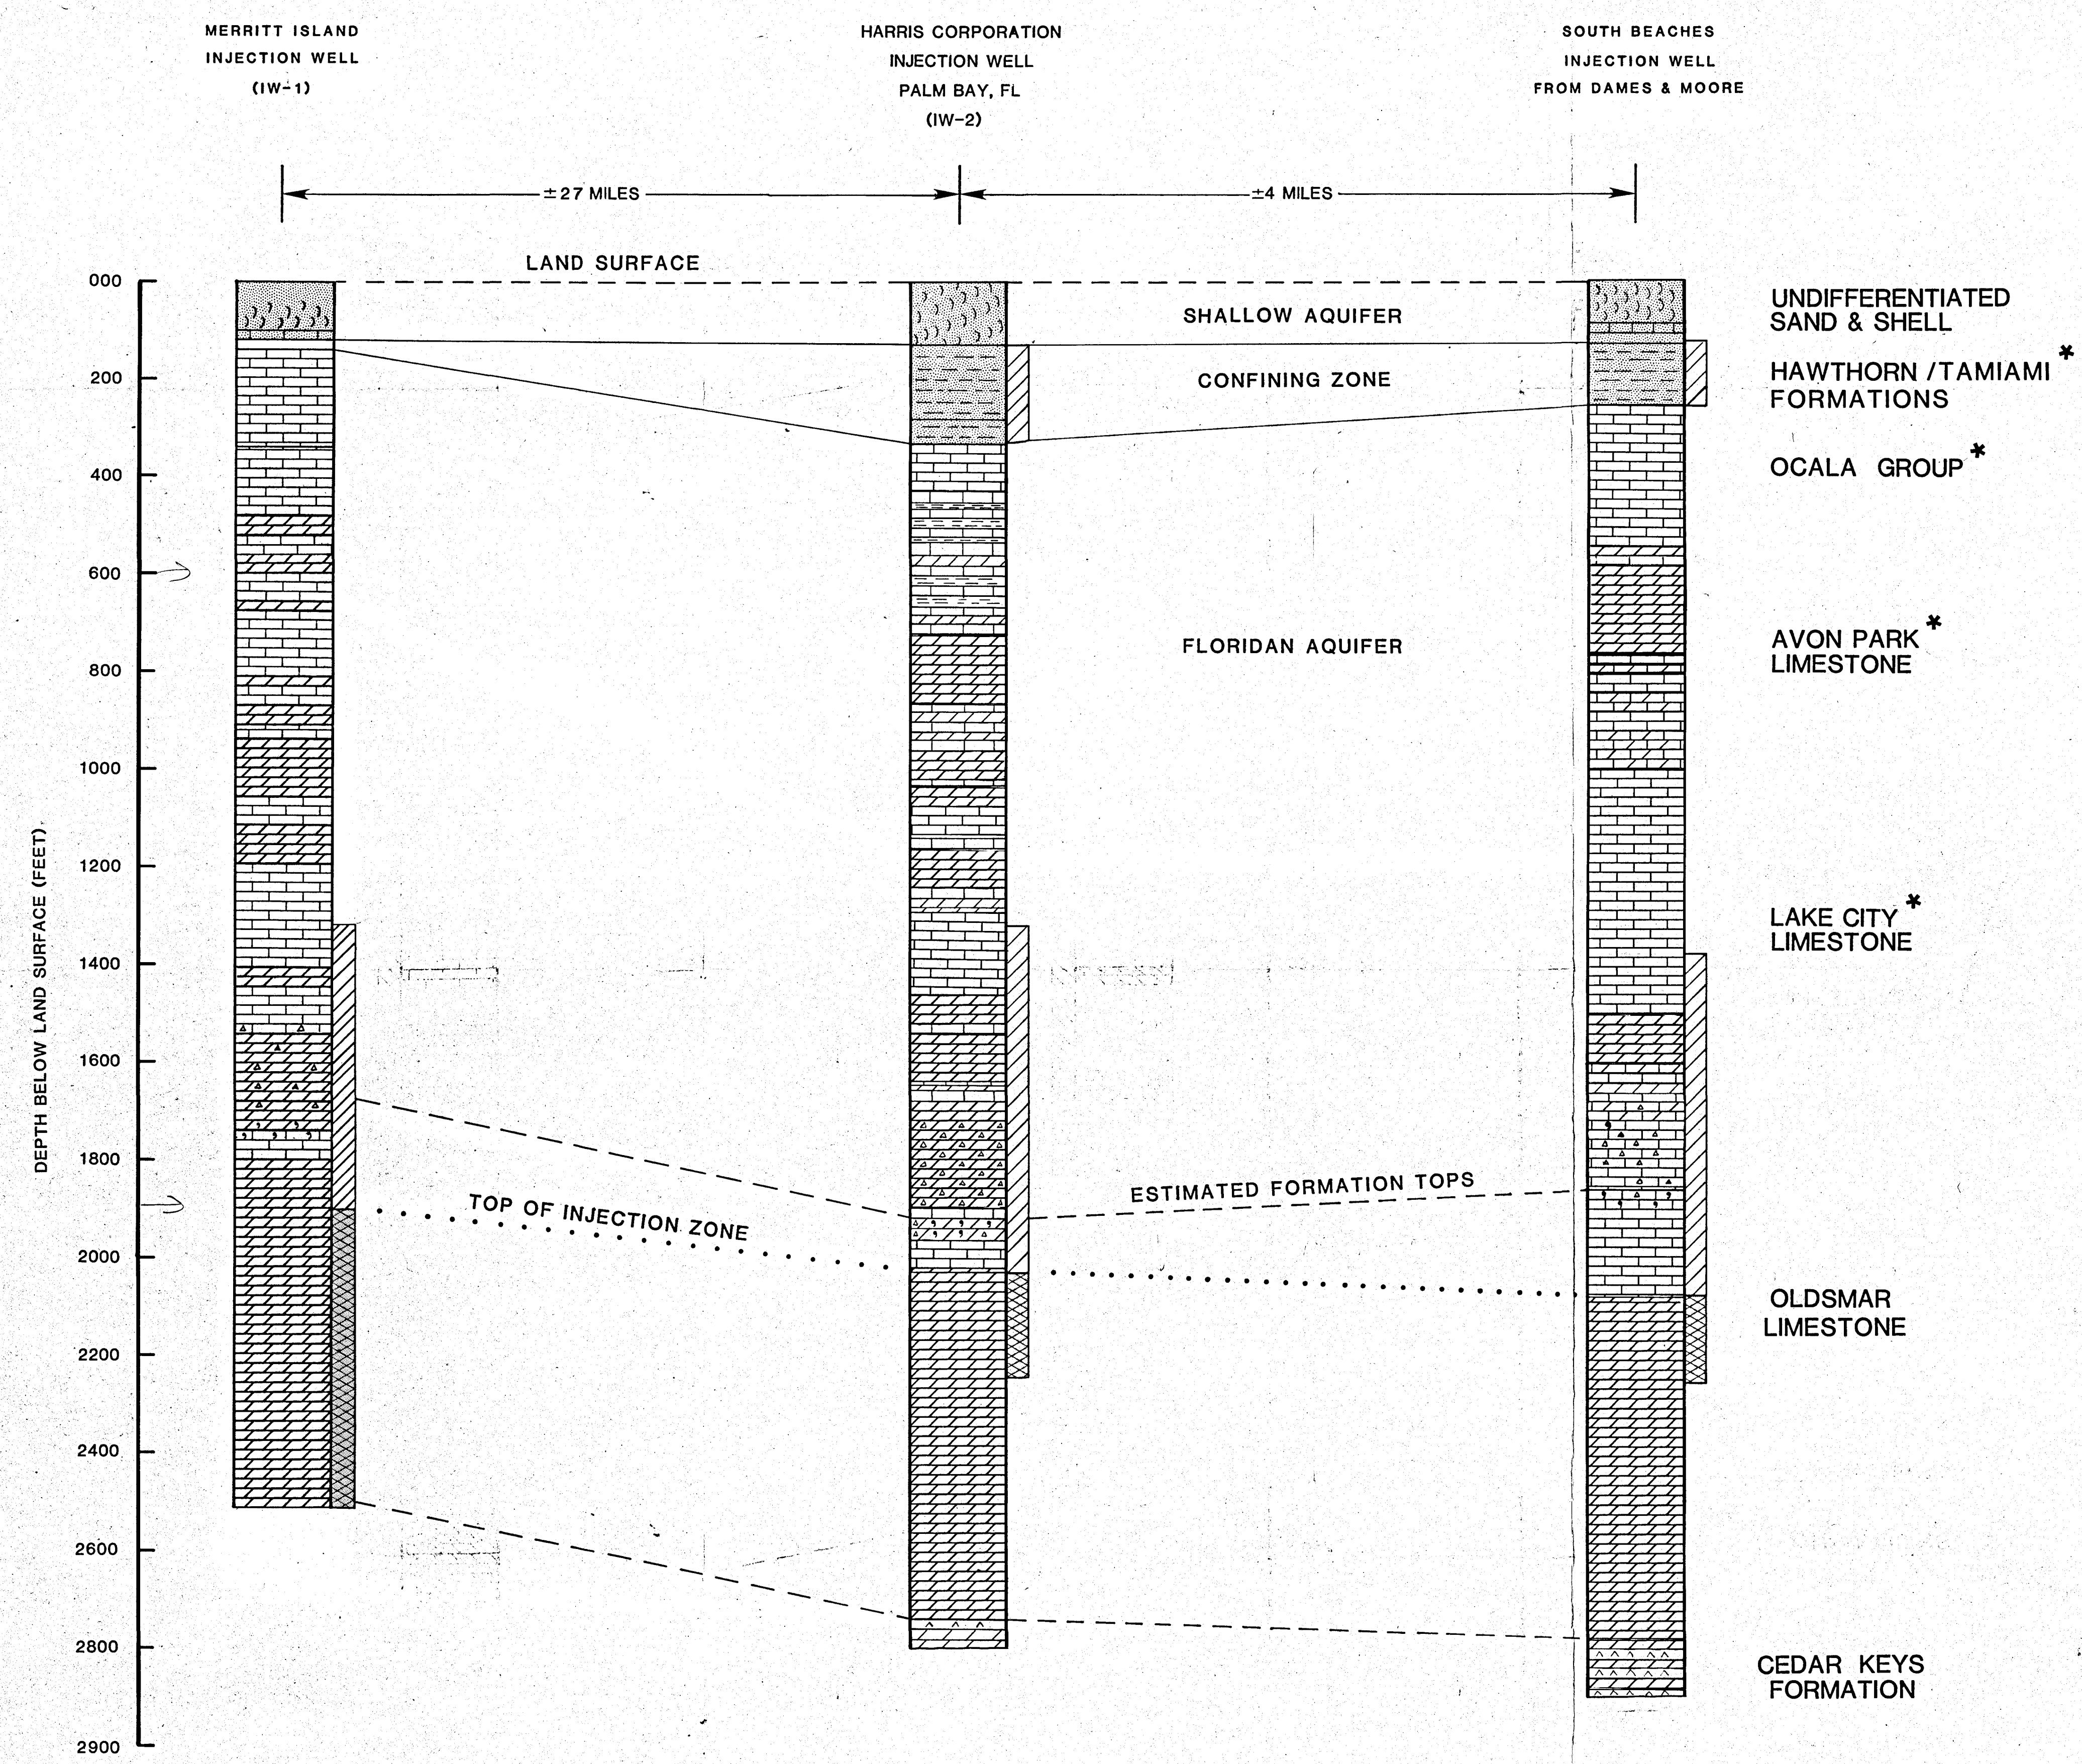 MERRITT ISLAND
INJECTION WELL
(IW-1)
HARRIS CORPORATION
INJECTION WELL
PALM BAY, FL
(IW-2)
SOUTH BEACHES
INJECTION WELL
FROM DAMES & MOORE
±27 MILES
±4 MILES
LAND SURFACE
SHALLOW AQUIFER
CONFINING ZONE
FLORIDAN AQUIFER
ESTIMATED FORMATION TOPS
TOP OF INJECTION ZONE
DEPTH BELOW LAND SURFACE (FEET)
000
200
400
600
800
1000
1200
1400
1600
1800
2000
2200
2400
2600
2800
2900
UNDIFFERENTIATED
SAND & SHELL
HAWTHORN / TAMIAMI *
FORMATIONS
OCALA GROUP *
AVON PARK *
LIMESTONE
LAKE CITY *
LIMESTONE
OLDSMAR
LIMESTONE
CEDAR KEYS
FORMATION